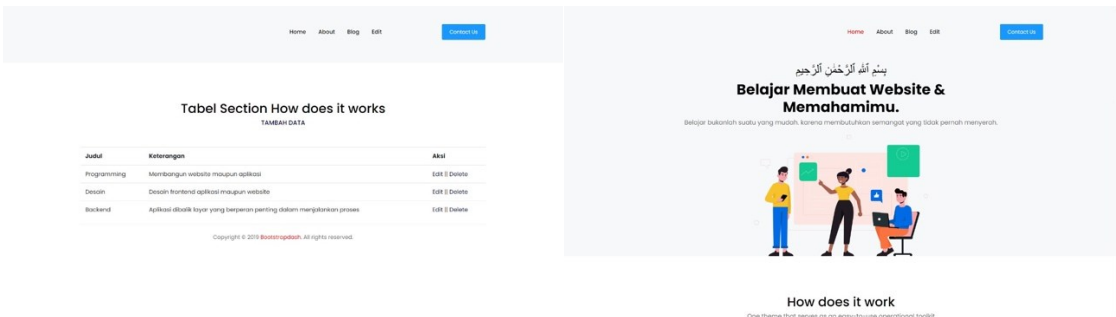 Home About Blog Edit
Contact Us
Tabel Section How does it works
TAMBAH DATA
Judul Keterangan Aksi
Programming Membangun website maupun aplikasi Edit || Delete
Desain Desain frontend aplikasi maupun website Edit || Delete
Backend Aplikasi dibalik layar yang berperan penting dalam menjalankan proses Edit || Delete
Copyright © 2019 Bootstrapdash. All rights reserved.
Home About Blog Edit
Contact Us
بِسْمِ ٱللّٰهِ ٱلرَّحْمٰنِ ٱلرَّحِيمِ
Belajar Membuat Website &
Memahamimu.
Belajar bukanlah suatu yang mudah. karena membutuhkan semangat yang tidak pernah menyerah.
How does it work
One theme that serves as an easy-to-use operational toolkit